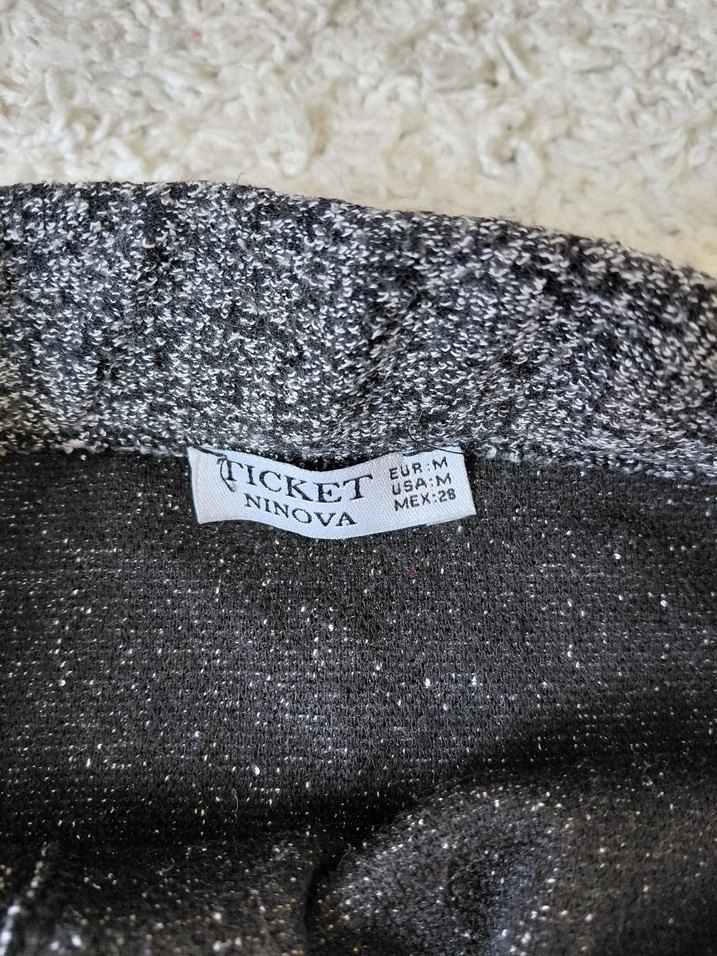 TICKET
NINOVA
EUR:M
USA:M
MEX:28